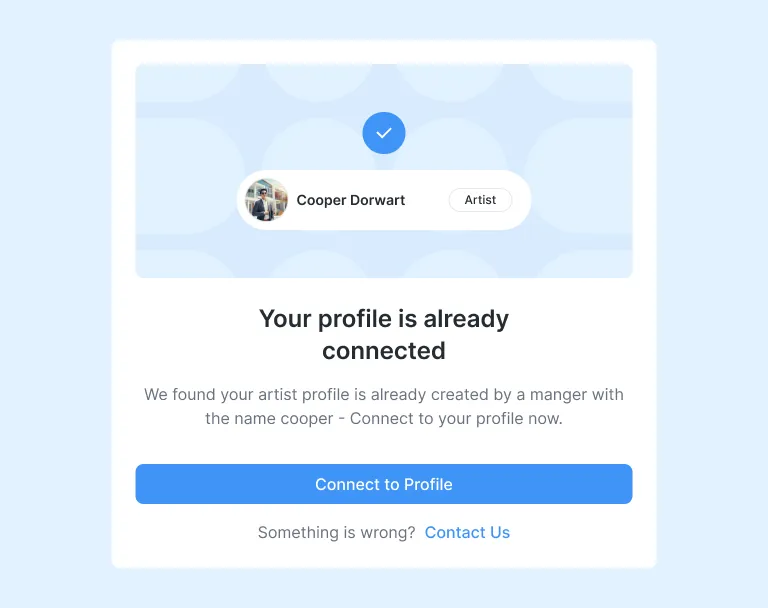 Cooper Dorwart
Artist
Your profile is already
connected
We found your artist profile is already created by a manger with
the name cooper - Connect to your profile now.
Connect to Profile
Something is wrong? Contact Us